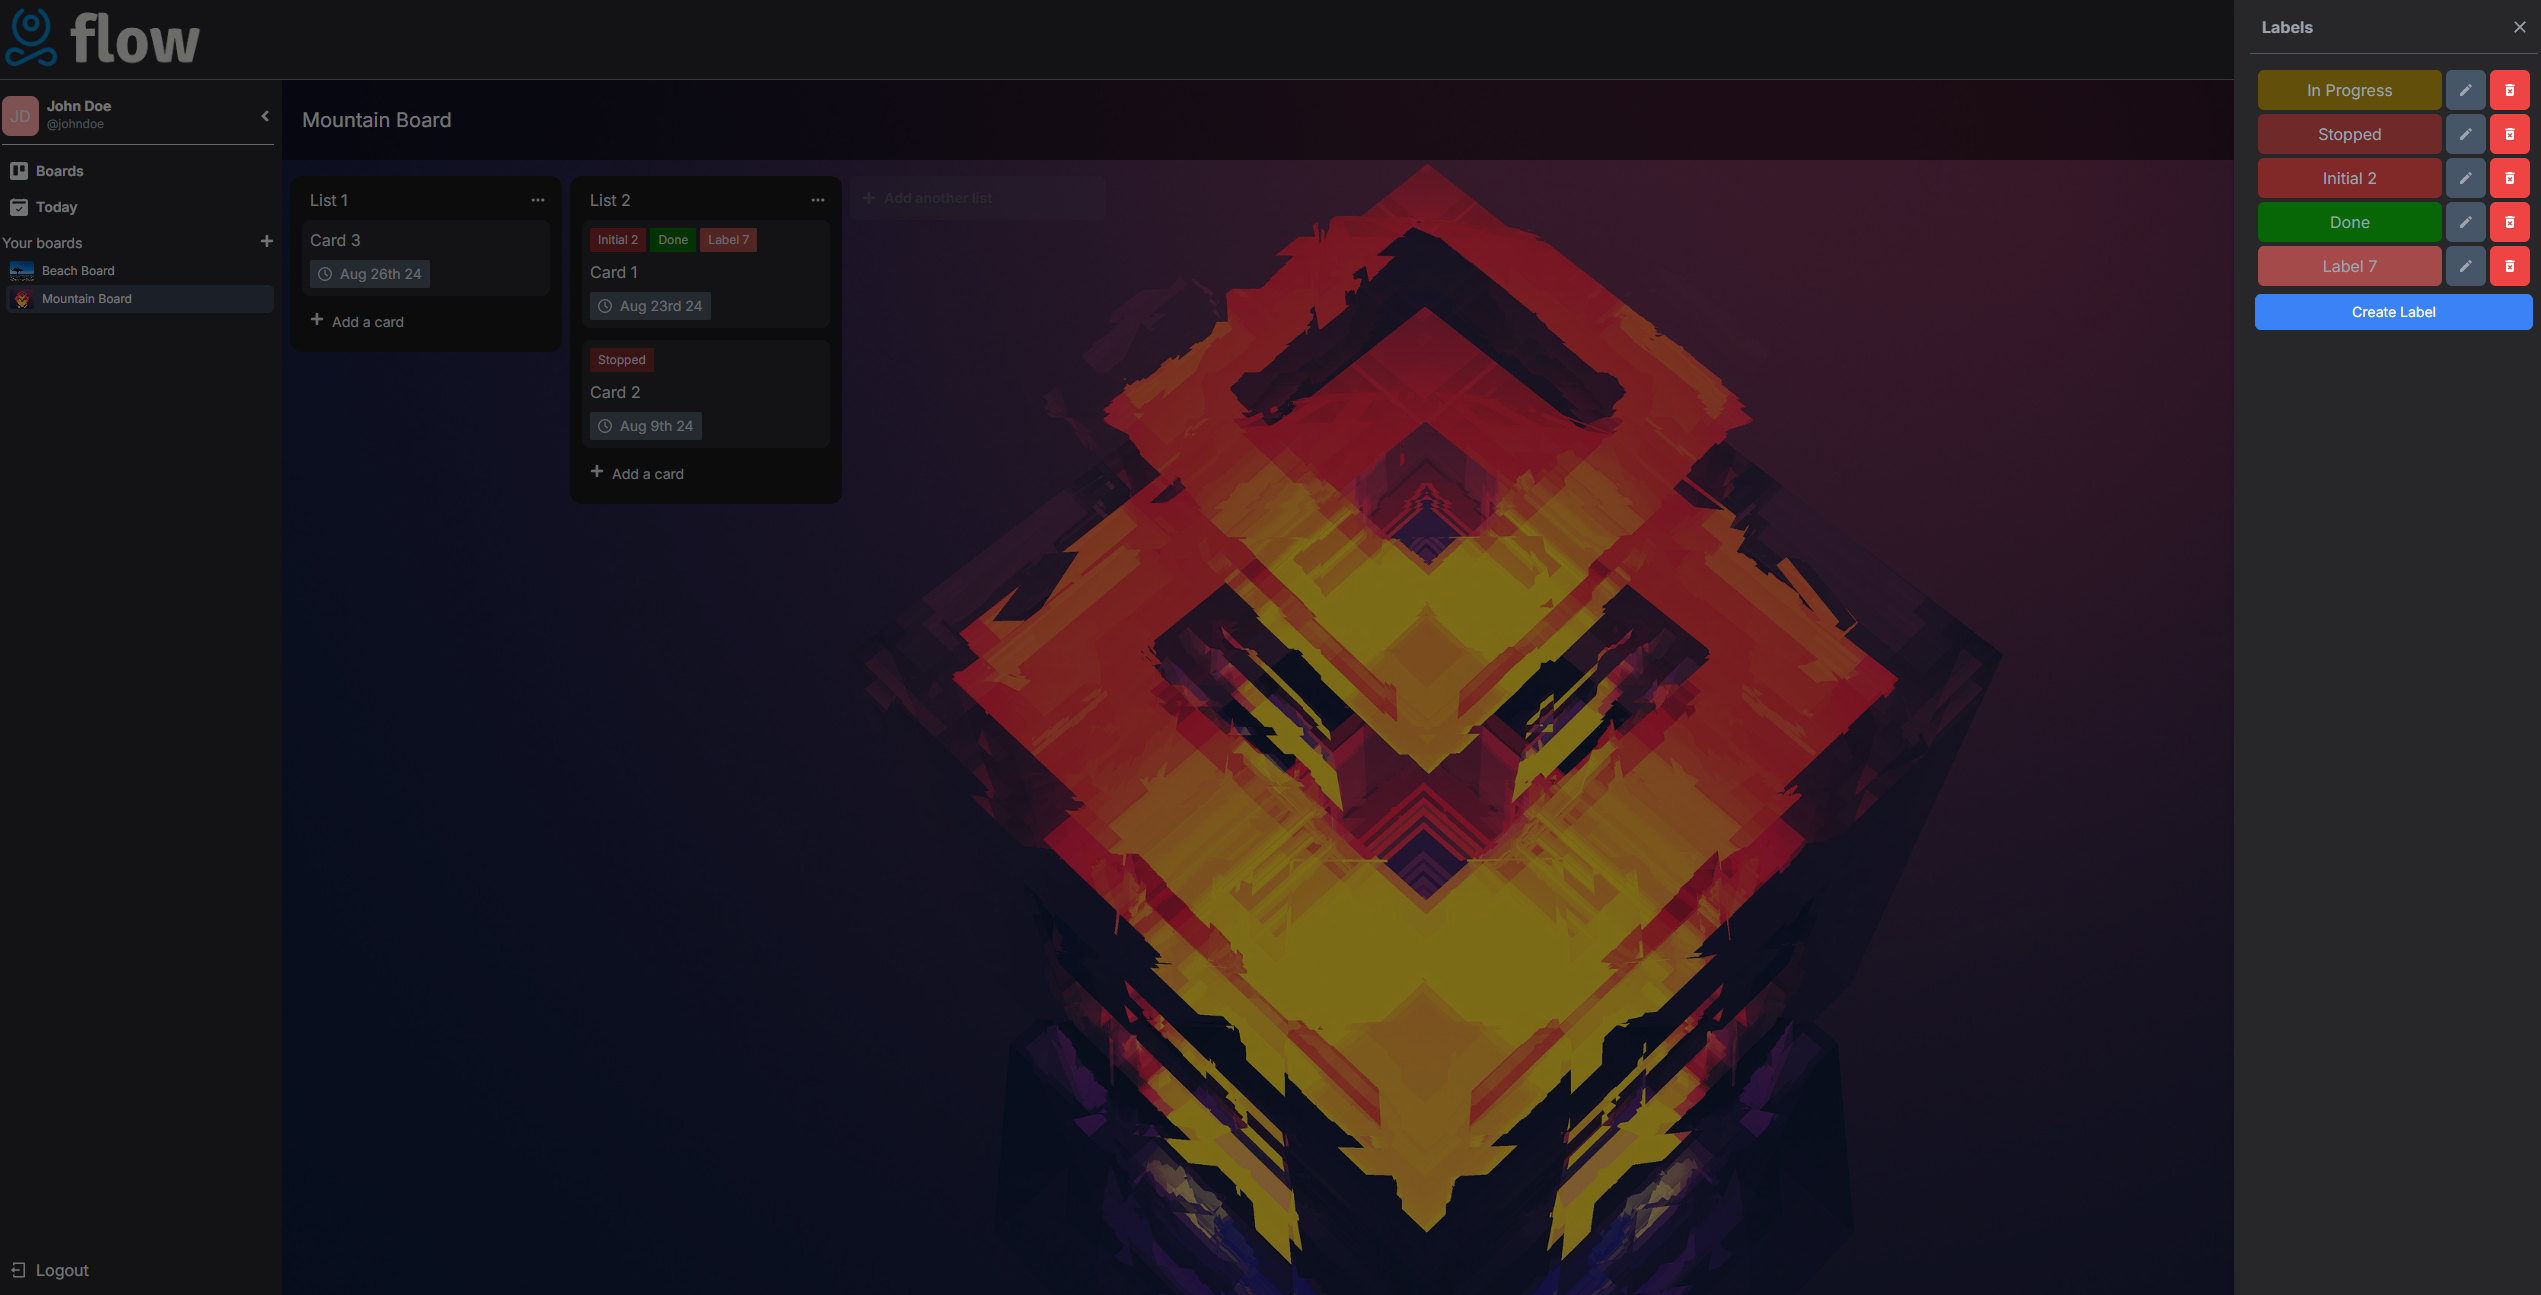 flow
JD
John Doe
@johndoe
Boards
Today
Your boards
Beach Board
Mountain Board
Logout
Mountain Board
List 1
Card 3
Aug 26th 24
Add a card
List 2
Initial 2 Done Label 7
Card 1
Aug 23rd 24
Stopped
Card 2
Aug 9th 24
Add a card
Add another list
Labels
In Progress
Stopped
Initial 2
Done
Label 7
Create Label